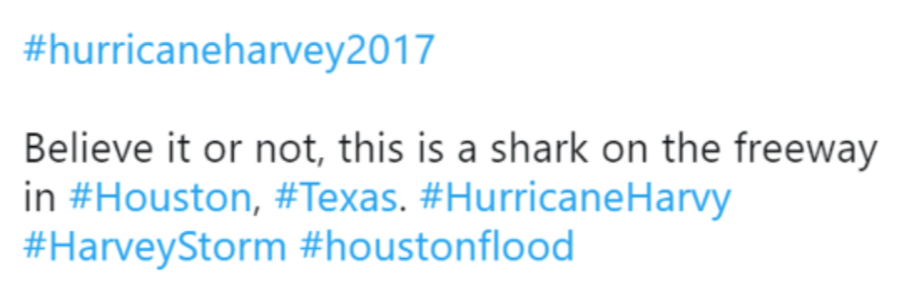 #hurricaneharvey2017
Believe it or not, this is a shark on the freeway
in #Houston, #Texas. #HurricaneHarvy
#HarveyStorm #houstonflood